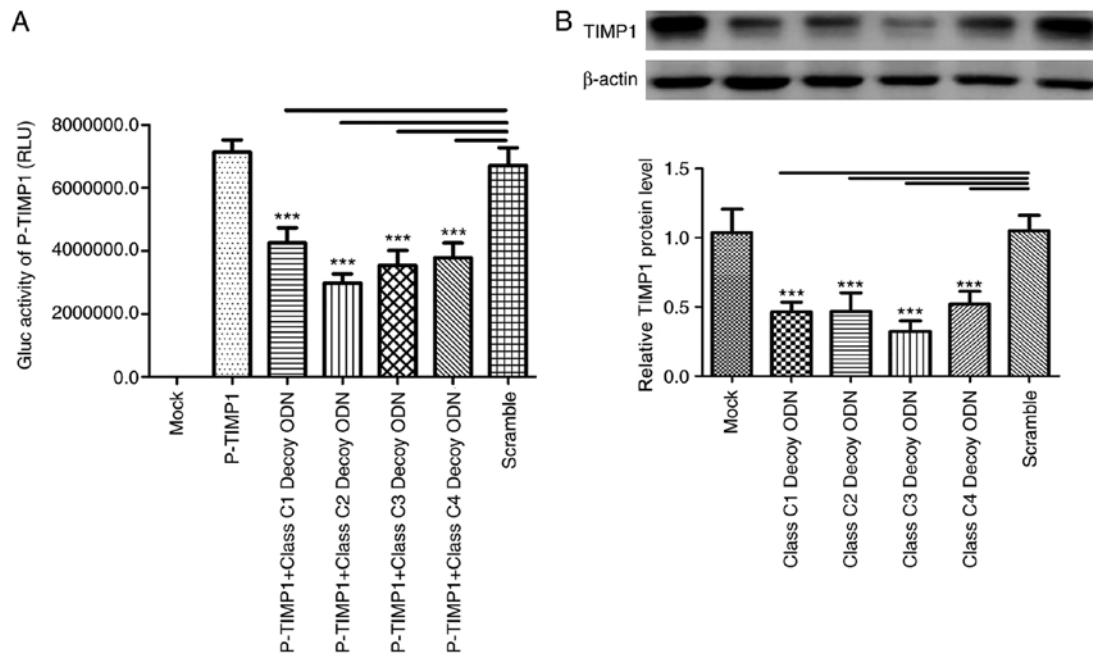 A
Gluc activity of P-TIMP1 (RLU)
8000000.0
6000000.0
4000000.0
2000000.0
0.0
***
***
***
***
Mock
P-TIMP1
P-TIMP1+Class C1 Decoy ODN
P-TIMP1+Class C2 Decoy ODN
P-TIMP1+Class C3 Decoy ODN
P-TIMP1+Class C4 Decoy ODN
Scramble
B
TIMP1
β-actin
Relative TIMP1 protein level
1.5
1.0
0.5
0.0
***
***
***
***
Mock
Class C1 Decoy ODN
Class C2 Decoy ODN
Class C3 Decoy ODN
Class C4 Decoy ODN
Scramble